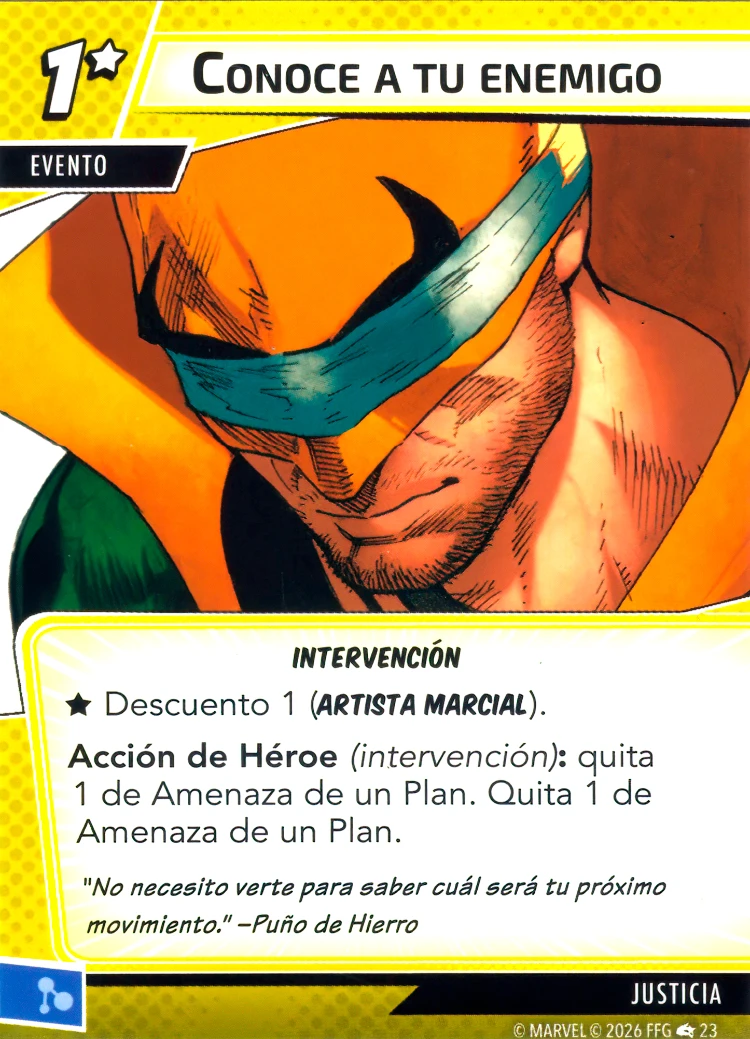 1★
CONOCE A TU ENEMIGO
EVENTO
INTERVENCIÓN
★ Descuento 1 (ARTISTA MARCIAL).
Acción de Héroe (intervención): quita
1 de Amenaza de un Plan. Quita 1 de
Amenaza de un Plan.
"No necesito verte para saber cuál será tu próximo
movimiento." –Puño de Hierro
JUSTICIA
© MARVEL © 2026 FFG 23